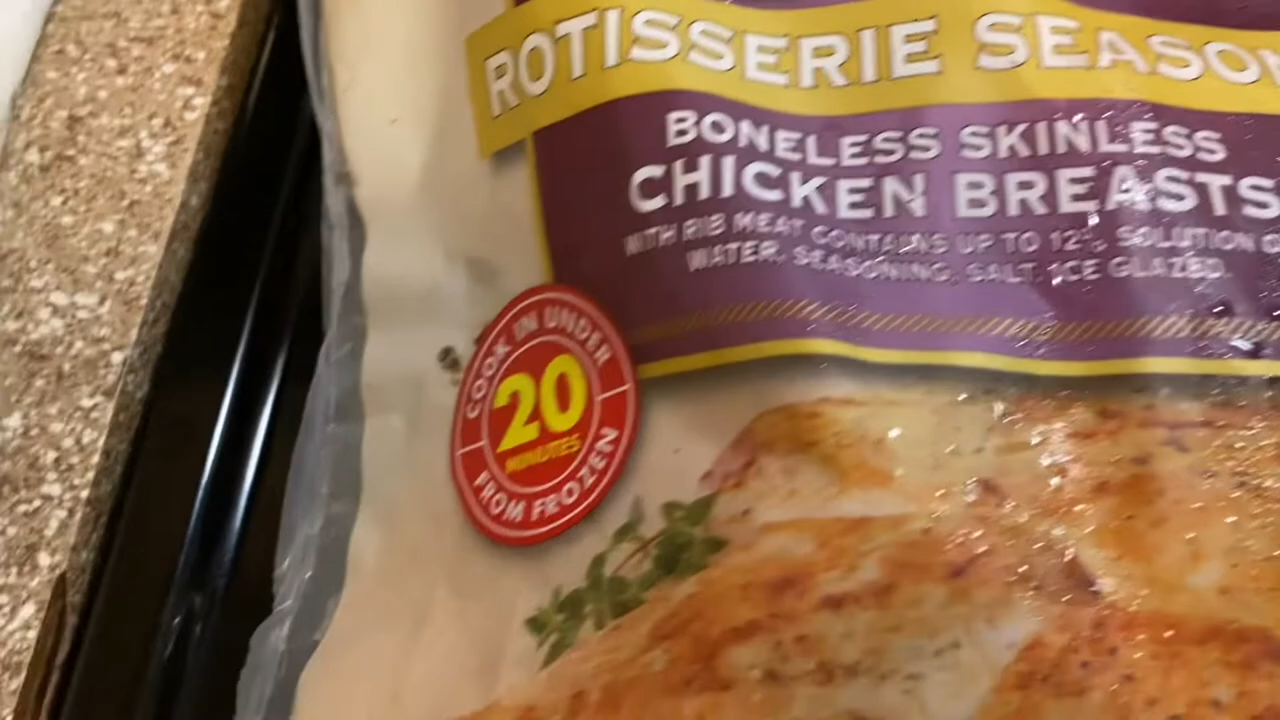 ROTISSERIE SEASON
BONELESS SKINLESS
CHICKEN BREASTS
WITH RIB MEAT CONTAINS UP TO 12% SOLUTION O
WATER, SEASONING, SALT, ICE GLAZED.
COOK IN UNDER
20
MINUTES
FROM FROZEN